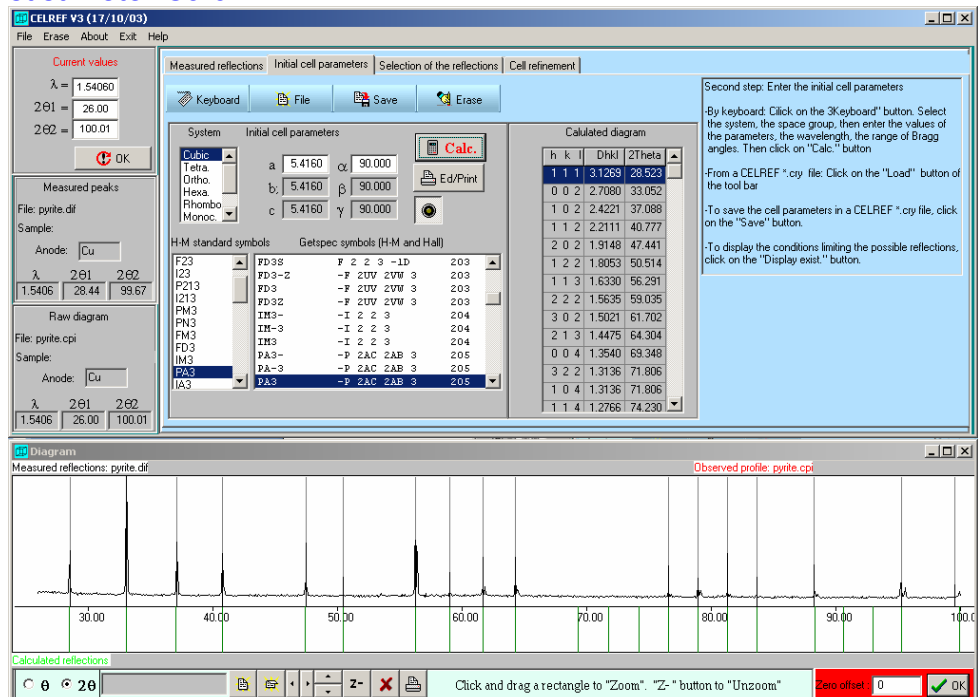 CELREF V3 (17/10/03)
File Erase About Exit Help
Current values
λ = 1.54060
2θ1 = 26.00
2θ2 = 100.01
OK
Measured peaks
File: pyrite.dif
Sample:
Anode: Cu
λ 2θ1 2θ2
1.5406 28.44 99.67
Raw diagram
File: pyrite.cpi
Sample:
Anode: Cu
λ 2θ1 2θ2
1.5406 26.00 100.01
Measured reflections Initial cell parameters Selection of the reflections Cell refinement
Keyboard File Save Erase
System Initial cell parameters
Cubic
Tetra.
Ortho.
Hexa.
Rhombo
Monoc.
a 5.4160 α 90.000
b; 5.4160 β 90.000
c 5.4160 γ 90.000
Calc.
Ed/Print
H-M standard symbols Getspec symbols (H-M and Hall)
F23
I23
P213
I213
PM3
PN3
FM3
FD3
IM3
PA3
IA3
FD3S F 2 2 3 -1D 203
FD3-Z -F 2UV 2VW 3 203
FD3 -F 2UV 2VW 3 203
FD3Z -F 2UV 2VW 3 203
IM3- -I 2 2 3 204
IM-3 -I 2 2 3 204
IM3 -I 2 2 3 204
PA3- -P 2AC 2AB 3 205
PA-3 -P 2AC 2AB 3 205
PA3 -P 2AC 2AB 3 205
Calulated diagram
h k l Dhkl 2Theta
1 1 1 3.1269 28.523
0 0 2 2.7080 33.052
1 0 2 2.4221 37.088
1 1 2 2.2111 40.777
2 0 2 1.9148 47.441
1 2 2 1.8053 50.514
1 1 3 1.6330 56.291
2 2 2 1.5635 59.035
3 0 2 1.5021 61.702
2 1 3 1.4475 64.304
0 0 4 1.3540 69.348
3 2 2 1.3136 71.806
1 0 4 1.3136 71.806
1 1 4 1.2766 74.230
Second step: Enter the initial cell parameters
-By keyboard: Cilick on the 3Keyboard" button. Select
the system, the space group, then enter the values of
the parameters, the wavelength, the range of Bragg
angles. Then click on "Calc." button
-From a CELREF *.cry file: Click on the "Load" button of
the tool bar
-To save the cell parameters in a CELREF *.cry file, click
on the "Save" button.
-To display the conditions limiting the possible reflections,
click on the "Display exist." button.
Diagram
Measured reflections: pyrite.dif Observed profile: pyrite.cpi
30.00 40.00 50.00 60.00 70.00 80.00 90.00 100.0
Calculated reflections
θ 2θ Z- Click and drag a rectangle to "Zoom". "Z- " button to "Unzoom" Zero offset: 0 OK